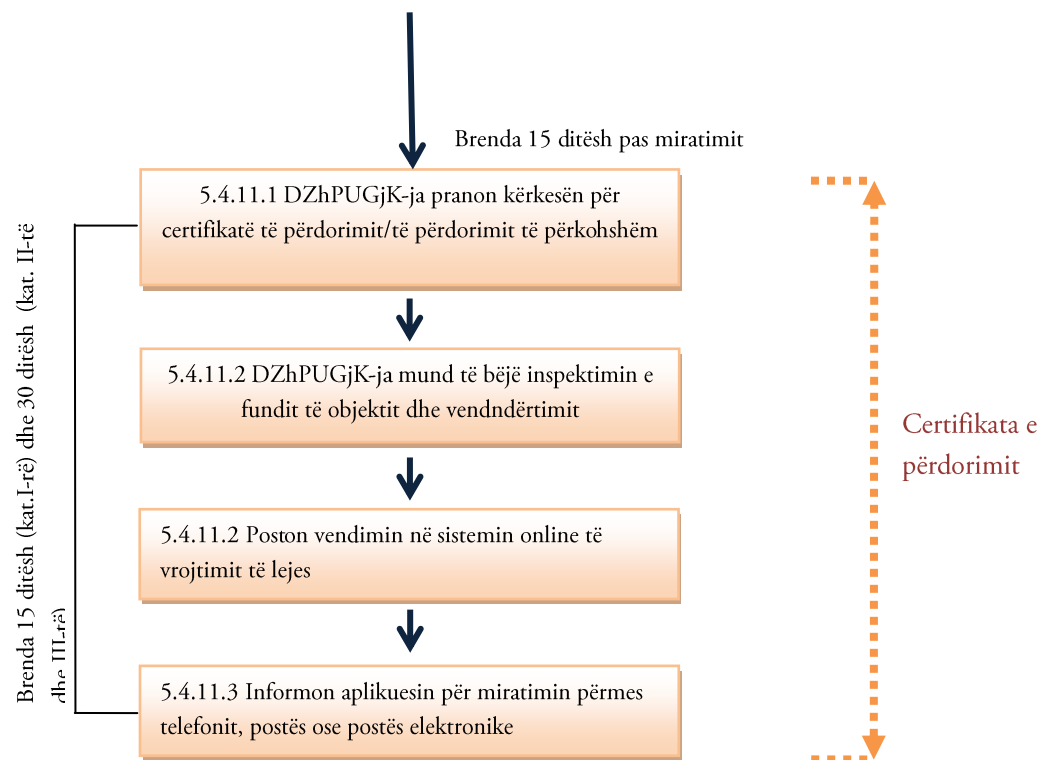 Brenda 15 ditësh pas miratimit
5.4.11.1 DZhPUGjK-ja pranon kërkesën për
certifikatë të përdorimit/të përdorimit të përkohshëm
5.4.11.2 DZhPUGjK-ja mund të bëjë inspektimin e
fundit të objektit dhe vendndërtimit
5.4.11.2 Poston vendimin në sistemin online të
vrojtimit të lejes
5.4.11.3 Informon aplikuesin për miratimin përmes
telefonit, postës ose postës elektronike
Brenda 15 ditësh (kat.I-rë) dhe 30 ditësh (kat. II-të
dhe III-të)
Certifikata e
përdorimit